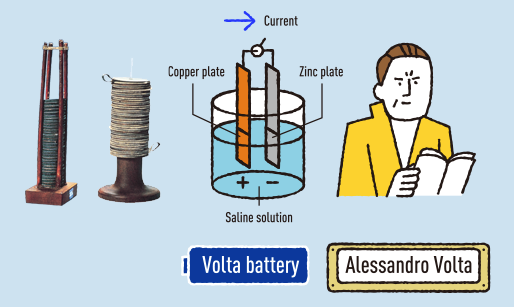 Current
Copper plate
Zinc plate
+ −
Saline solution
Volta battery
Alessandro Volta